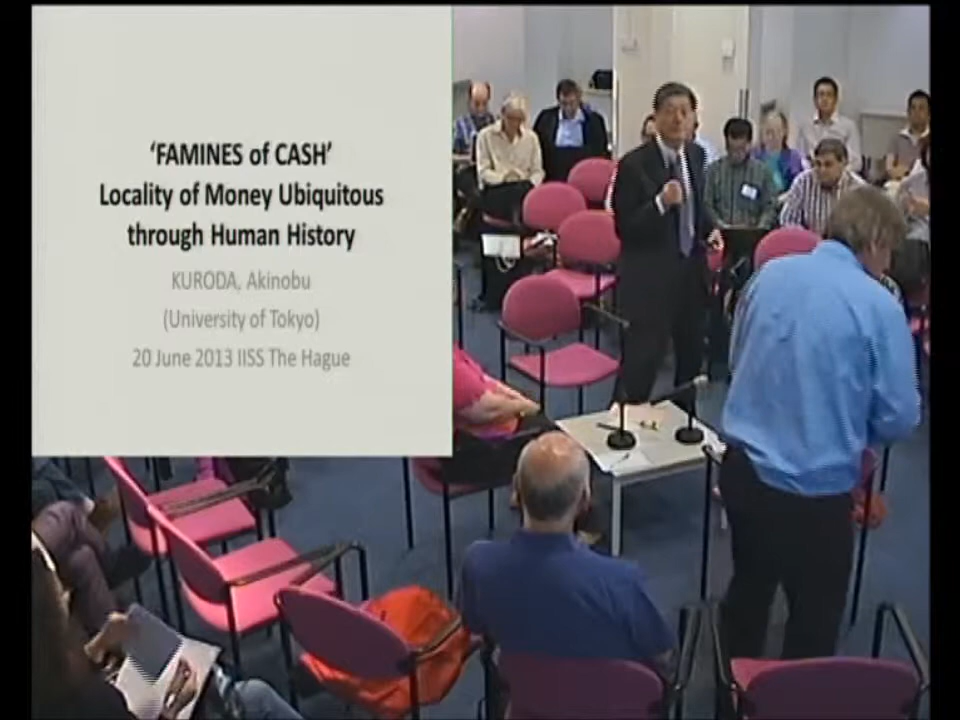 ‘FAMINES of CASH’
Locality of Money Ubiquitous
through Human History
KURODA, Akinobu
(University of Tokyo)
20 June 2013 IISS The Hague